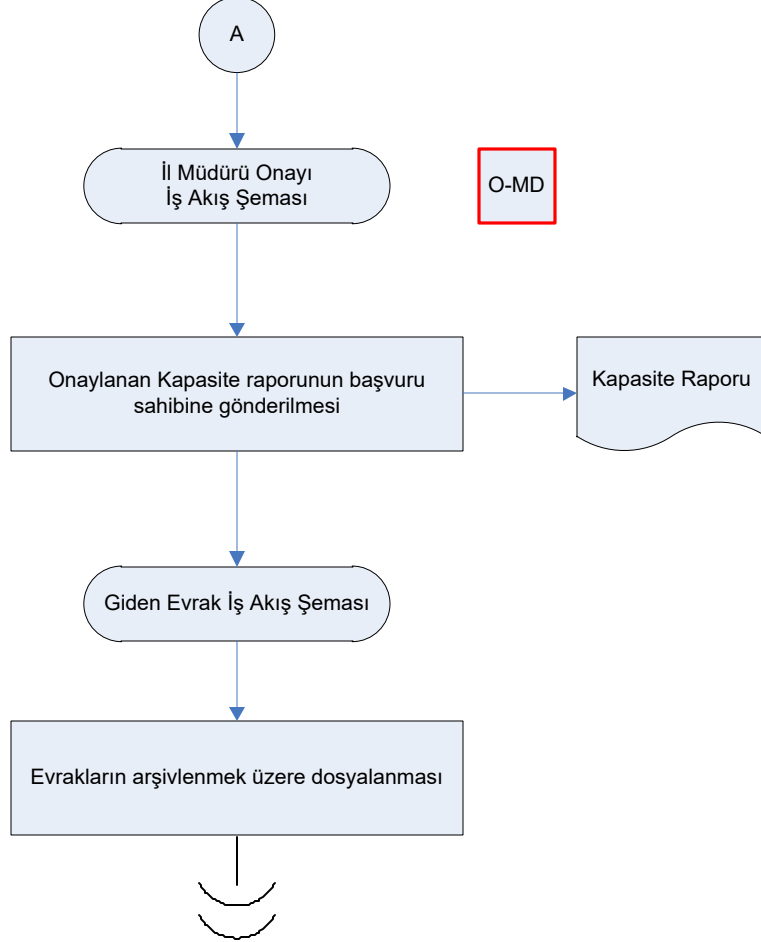 A
İl Müdürü Onayı
İş Akış Şeması
O-MD
Onaylanan Kapasite raporunun başvuru
sahibine gönderilmesi
Kapasite Raporu
Giden Evrak İş Akış Şeması
Evrakların arşivlenmek üzere dosyalanması